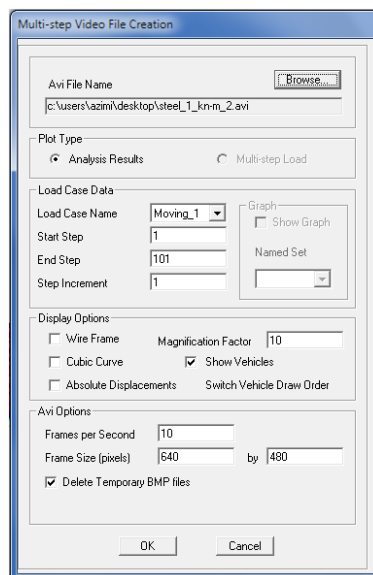 Multi-step Video File Creation
Avi File Name
Browse...
c:\users\azimi\desktop\steel_1_kn-m_2.avi
Plot Type
Analysis Results
Multi-step Load
Load Case Data
Load Case Name
Moving_1
Start Step
1
End Step
101
Step Increment
1
Graph
Show Graph
Named Set
Display Options
Wire Frame
Magnification Factor
10
Cubic Curve
Show Vehicles
Absolute Displacements
Switch Vehicle Draw Order
Avi Options
Frames per Second
10
Frame Size (pixels)
640
by
480
Delete Temporary BMP files
OK
Cancel